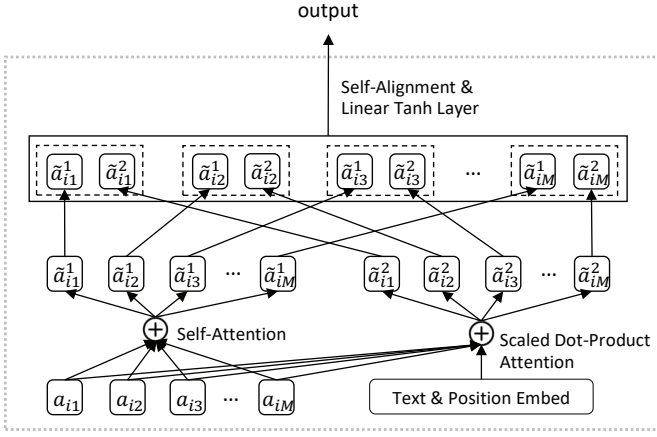 output
Self-Alignment &
Linear Tanh Layer
ã¹ᵢ₁ ã²ᵢ₁ ã¹ᵢ₂ ã²ᵢ₂ ã¹ᵢ₃ ã²ᵢ₃ ... ã¹ᵢM ã²ᵢM
ã¹ᵢ₁ ã¹ᵢ₂ ã¹ᵢ₃ ... ã¹ᵢM ã²ᵢ₁ ã²ᵢ₂ ã²ᵢ₃ ... ã²ᵢM
+ Self-Attention + Scaled Dot-Product
Attention
aᵢ₁ aᵢ₂ aᵢ₃ ... aᵢM Text & Position Embed